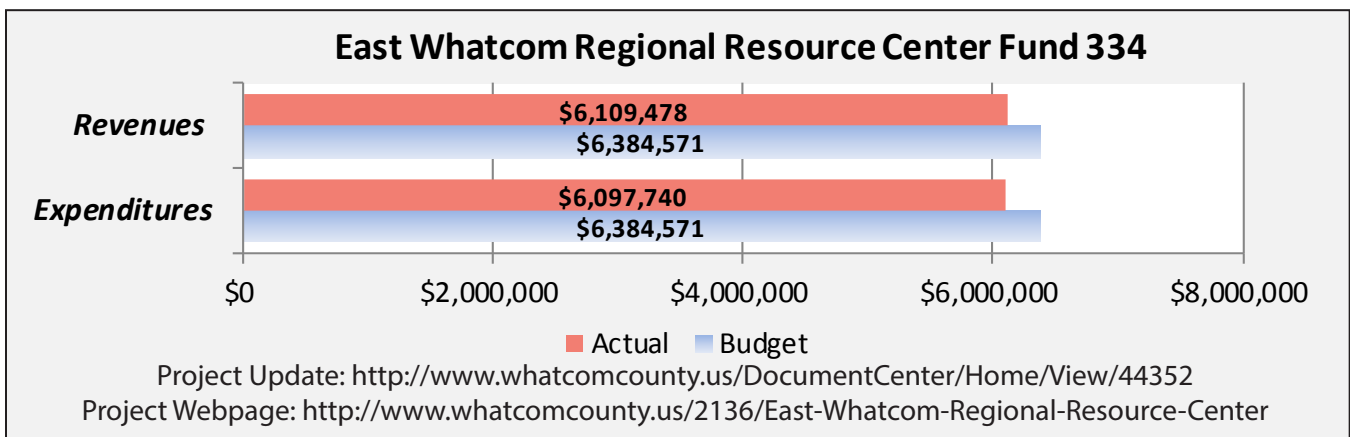 East Whatcom Regional Resource Center Fund 334
Revenues
$6,109,478
$6,384,571
Expenditures
$6,097,740
$6,384,571
$0 $2,000,000 $4,000,000 $6,000,000 $8,000,000
Actual Budget
Project Update: http://www.whatcomcounty.us/DocumentCenter/Home/View/44352
Project Webpage: http://www.whatcomcounty.us/2136/East-Whatcom-Regional-Resource-Center